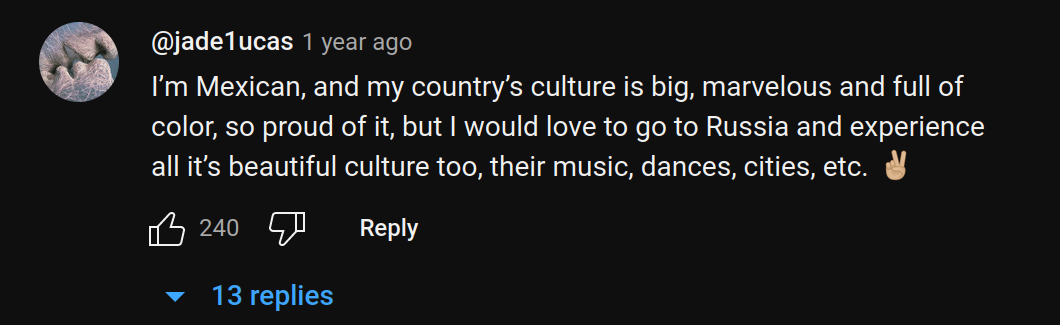 @jade1ucas 1 year ago
I’m Mexican, and my country’s culture is big, marvelous and full of
color, so proud of it, but I would love to go to Russia and experience
all it’s beautiful culture too, their music, dances, cities, etc. ✌🏼
240 Reply
13 replies